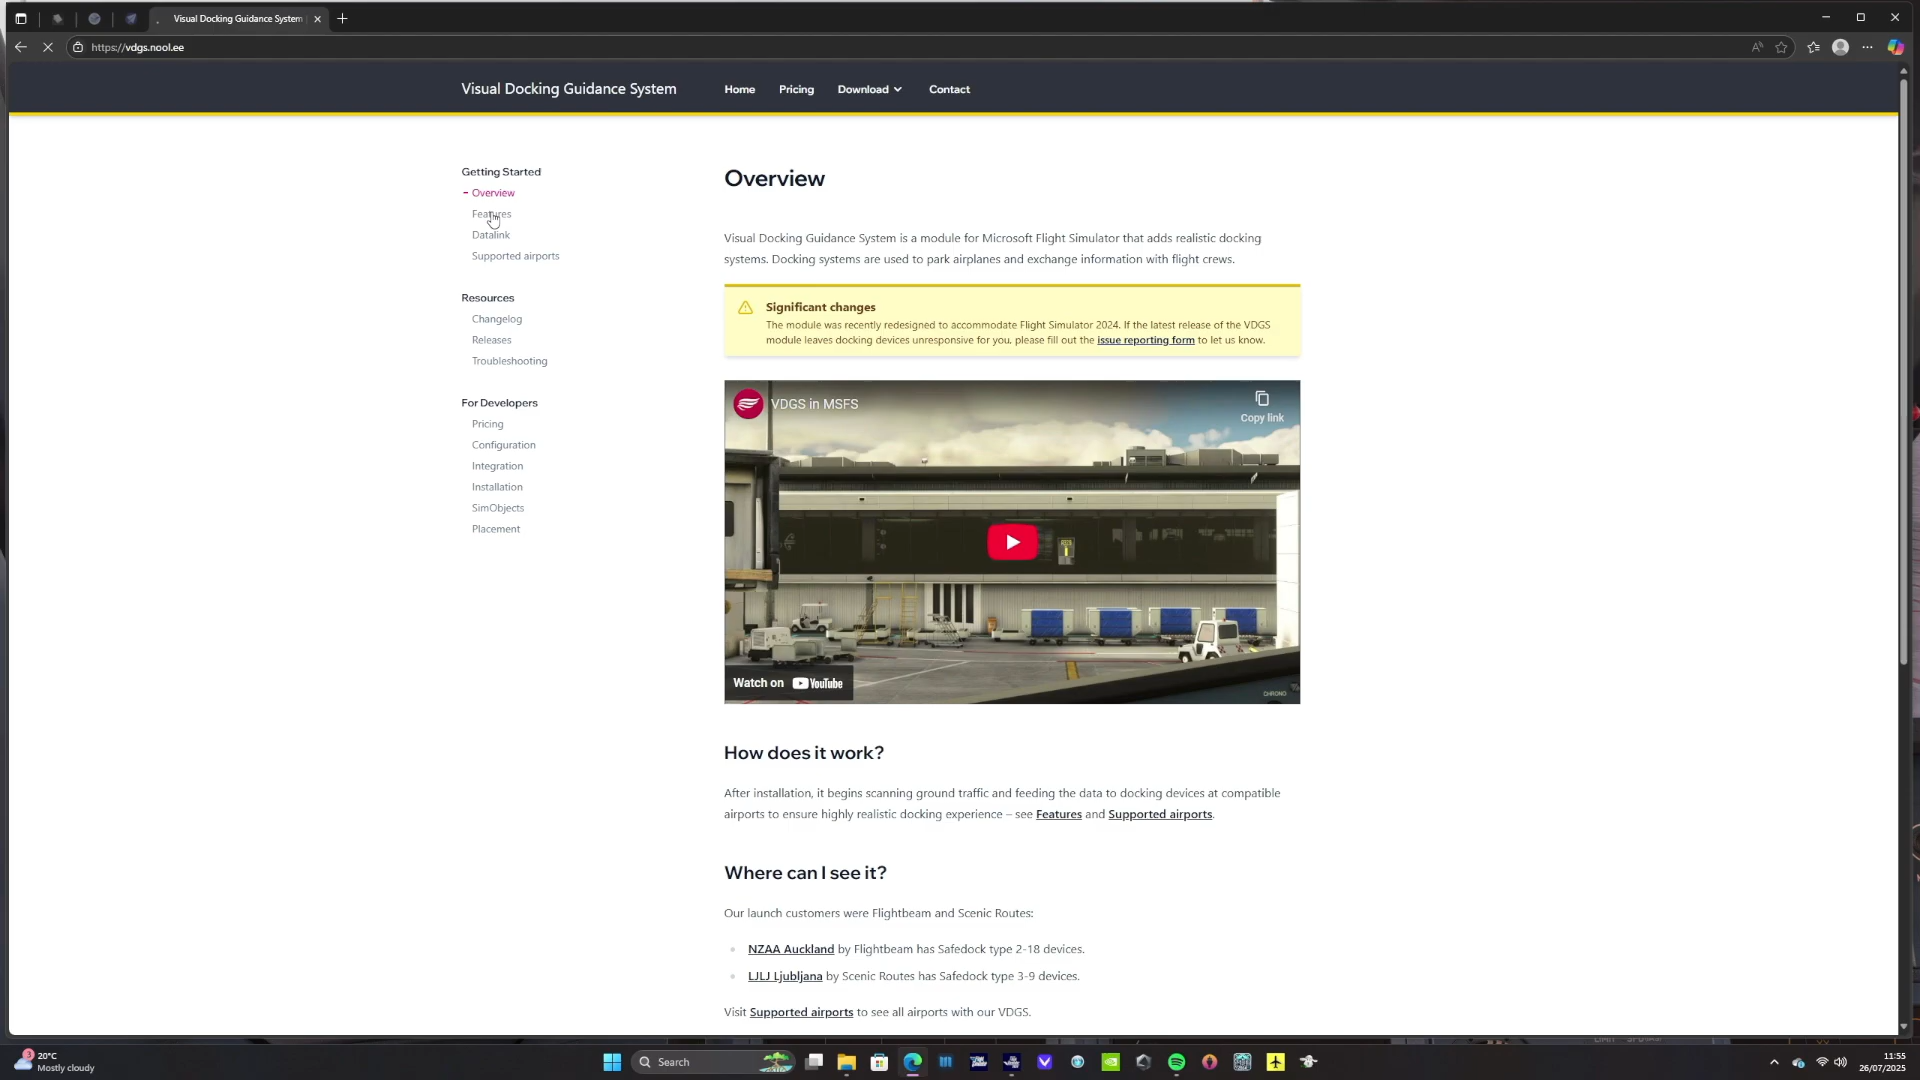 Visual Docking Guidance System
https://vdgs.nool.ee
Visual Docking Guidance System
Home
Pricing
Download
Contact
Getting Started
Overview
Features
Datalink
Supported airports
Resources
Changelog
Releases
Troubleshooting
For Developers
Pricing
Configuration
Integration
Installation
SimObjects
Placement
Overview
Visual Docking Guidance System is a module for Microsoft Flight Simulator that adds realistic docking
systems. Docking systems are used to park airplanes and exchange information with flight crews.
Significant changes
The module was recently redesigned to accommodate Flight Simulator 2024. If the latest release of the VDGS
module leaves docking devices unresponsive for you, please fill out the issue reporting form to let us know.
VDGS in MSFS
Copy link
Watch on YouTube
CHRONO
How does it work?
After installation, it begins scanning ground traffic and feeding the data to docking devices at compatible
airports to ensure highly realistic docking experience – see Features and Supported airports.
Where can I see it?
Our launch customers were Flightbeam and Scenic Routes:
NZAA Auckland by Flightbeam has Safedock type 2-18 devices.
LJLJ Ljubljana by Scenic Routes has Safedock type 3-9 devices.
Visit Supported airports to see all airports with our VDGS.
20°C
Mostly cloudy
Search
11:55
26/07/2025